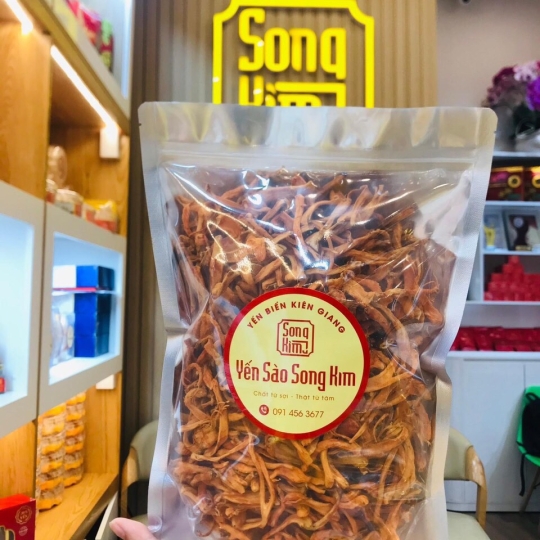 Song
Kim
YẾN BIỂN KIÊN GIANG
Song
Kim
Yến Sào Song Kim
Chất từ sợi - Thật từ tâm
091 456 3677